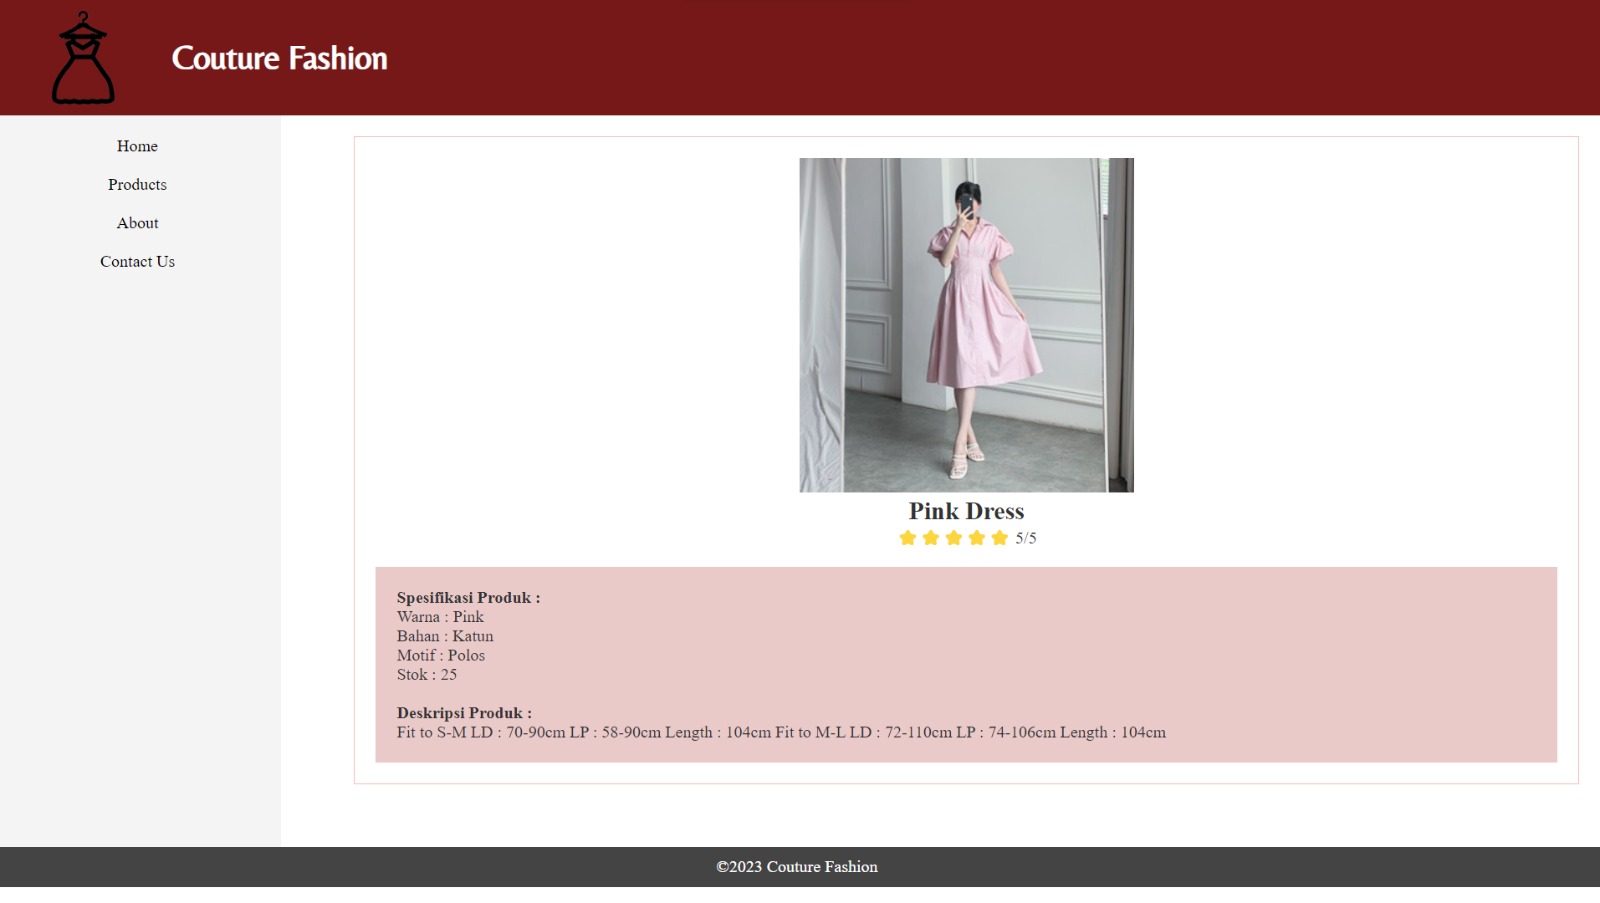 Couture Fashion
Home
Products
About
Contact Us
Pink Dress
5/5
Spesifikasi Produk :
Warna : Pink
Bahan : Katun
Motif : Polos
Stok : 25
Deskripsi Produk :
Fit to S-M LD : 70-90cm LP : 58-90cm Length : 104cm Fit to M-L LD : 72-110cm LP : 74-106cm Length : 104cm
©2023 Couture Fashion